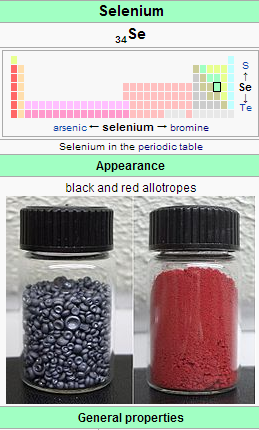 Selenium
34Se
S
↑
Se
↓
Te
arsenic ← selenium → bromine
Selenium in the periodic table
Appearance
black and red allotropes
General properties